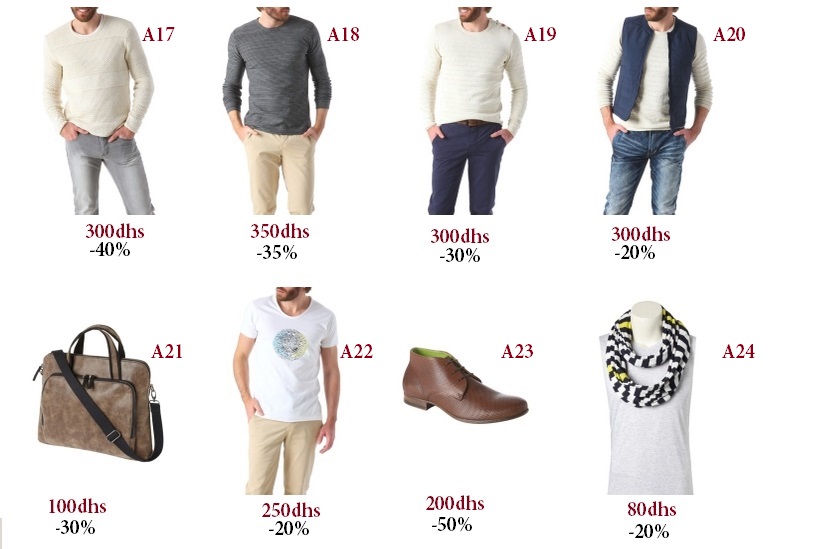 A17
A18
A19
A20
300dhs
-40%
350dhs
-35%
300dhs
-30%
300dhs
-20%
A21
A22
A23
A24
100dhs
-30%
250dhs
-20%
200dhs
-50%
80dhs
-20%